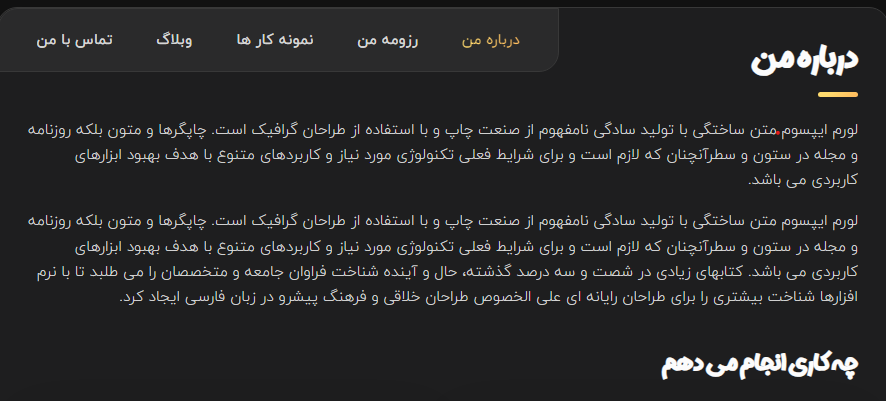 درباره من
رزومه من
نمونه کار ها
وبلاگ
تماس با من
درباره من
لورم ایپسوم متن ساختگی با تولید سادگی نامفهوم از صنعت چاپ و با استفاده از طراحان گرافیک است. چاپگرها و متون بلکه روزنامه
و مجله در ستون و سطرآنچنان که لازم است و برای شرایط فعلی تکنولوژی مورد نیاز و کاربردهای متنوع با هدف بهبود ابزارهای
کاربردی می باشد.
لورم ایپسوم متن ساختگی با تولید سادگی نامفهوم از صنعت چاپ و با استفاده از طراحان گرافیک است. چاپگرها و متون بلکه روزنامه
و مجله در ستون و سطرآنچنان که لازم است و برای شرایط فعلی تکنولوژی مورد نیاز و کاربردهای متنوع با هدف بهبود ابزارهای
کاربردی می باشد. کتابهای زیادی در شصت و سه درصد گذشته، حال و آینده شناخت فراوان جامعه و متخصصان را می طلبد تا با نرم
افزارها شناخت بیشتری را برای طراحان رایانه ای علی الخصوص طراحان خلاقی و فرهنگ پیشرو در زبان فارسی ایجاد کرد.
چه کاری انجام می دهم